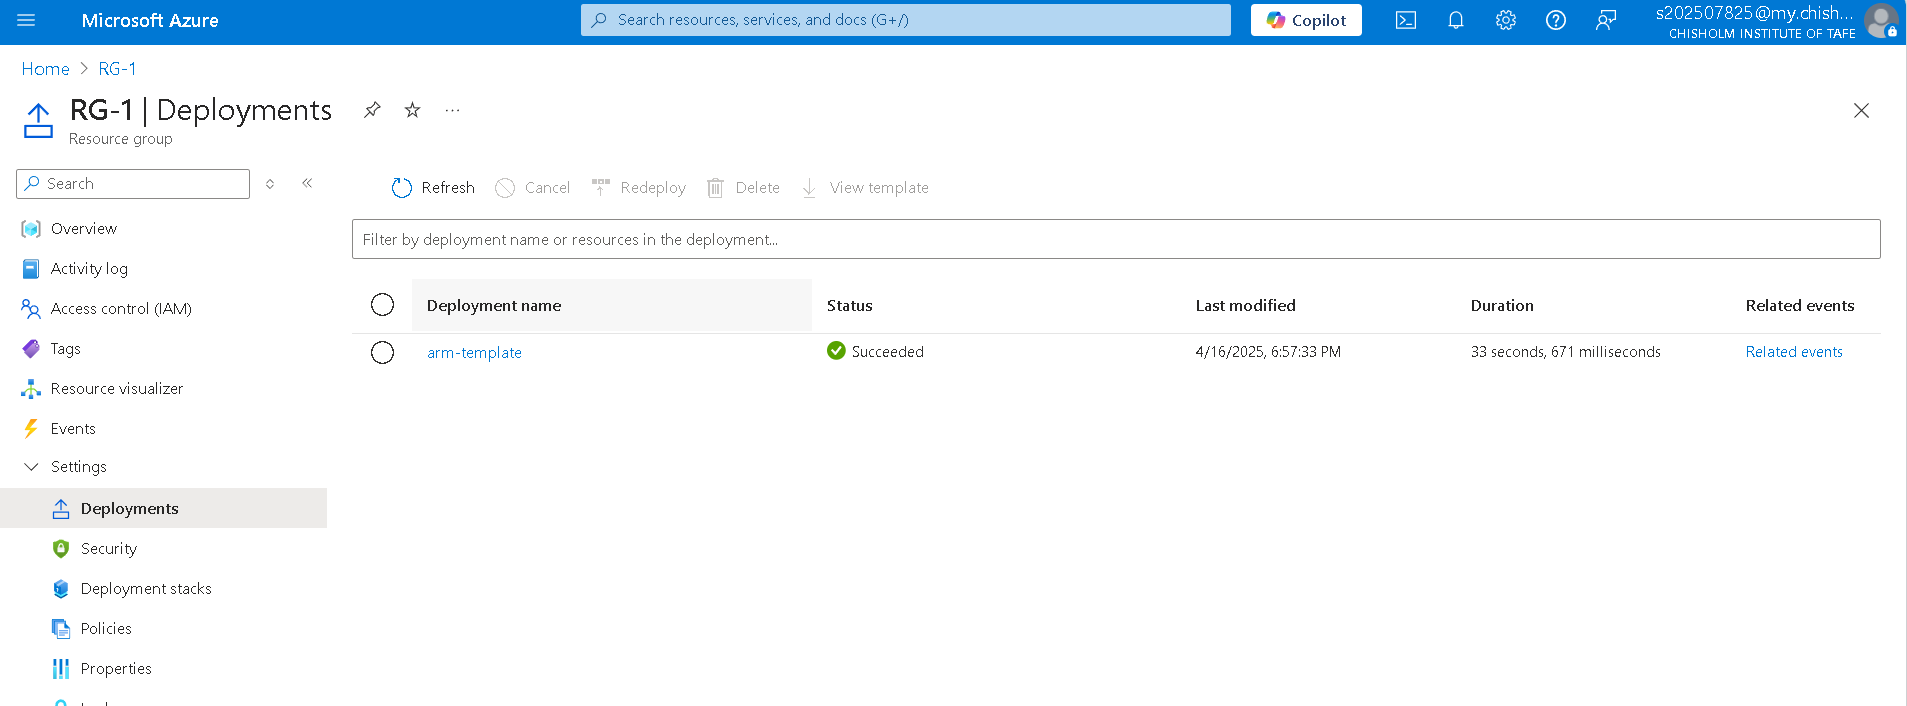 Microsoft Azure
Search resources, services, and docs (G+/)
Copilot
s202507825@my.chish...
CHISHOLM INSTITUTE OF TAFE
Home > RG-1
RG-1 | Deployments
Resource group
Search
Refresh Cancel Redeploy Delete View template
Filter by deployment name or resources in the deployment...
Overview
Activity log
Access control (IAM)
Tags
Resource visualizer
Events
Settings
Deployments
Security
Deployment stacks
Policies
Properties
Deployment name Status Last modified Duration Related events
arm-template Succeeded 4/16/2025, 6:57:33 PM 33 seconds, 671 milliseconds Related events